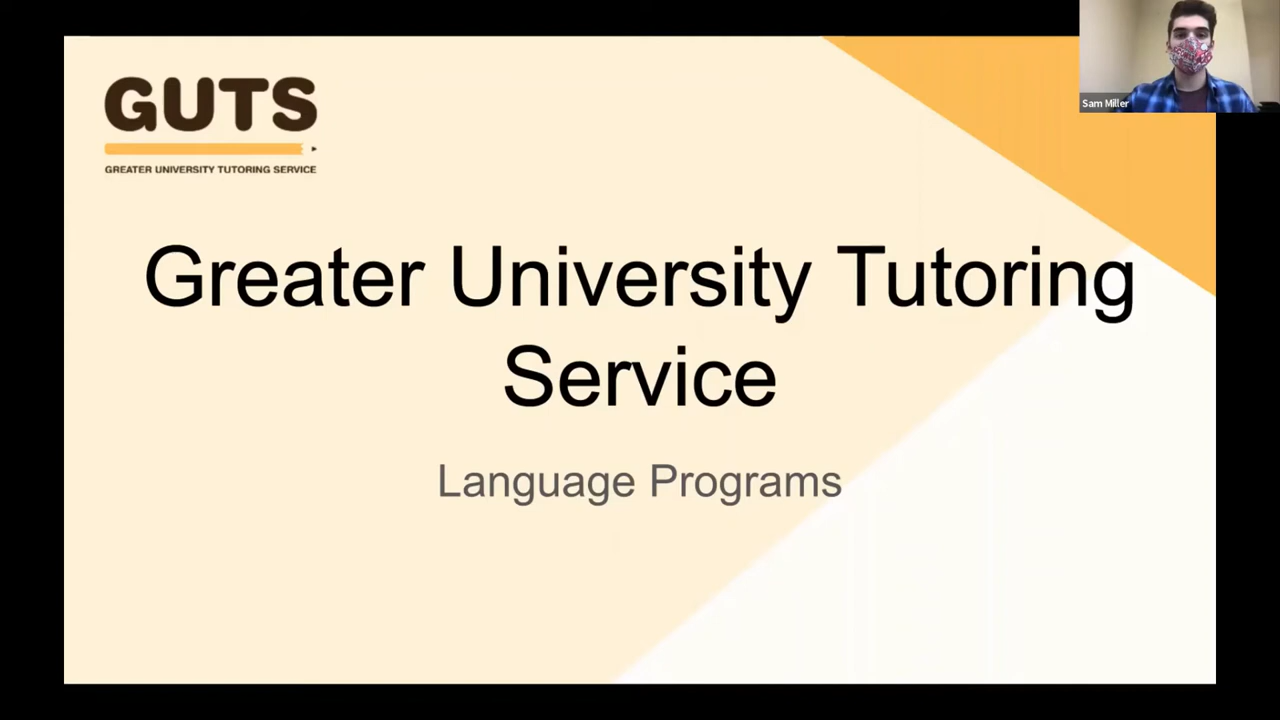 GUTS
GREATER UNIVERSITY TUTORING SERVICE
Sam Miller
Greater University Tutoring
Service
Language Programs